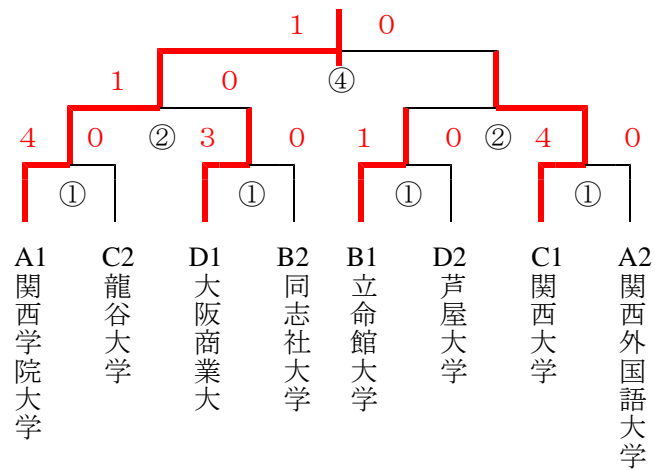 １ ０
１ ０ ④
４ ０ ② ３ ０ １ ０ ② ４ ０
① ① ① ①
A1 C2 D1 B2 B1 D2 C1 A2
関西学院大学
龍谷大学
大阪商業大
同志社大学
立命館大学
芦屋大学
関西大学
関西外国語大学